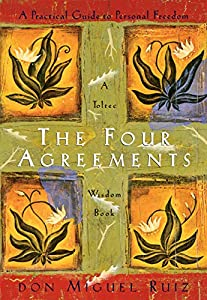 A Practical Guide to Personal Freedom
A
Toltec
THE FOUR
AGREEMENTS
Wisdom
Book
DON MIGUEL RUIZ